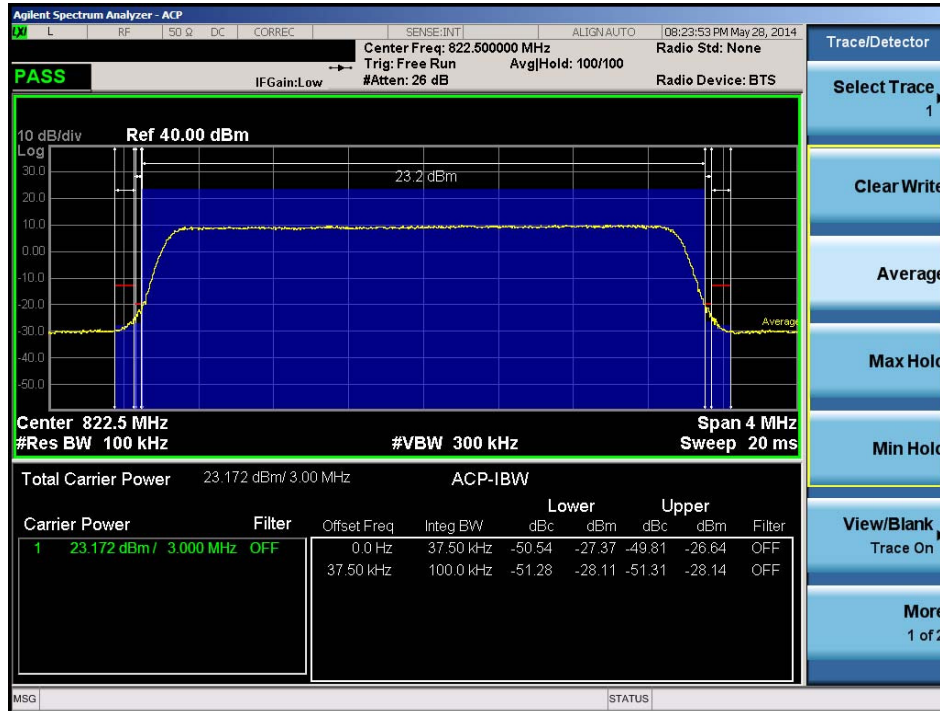 Agilent Spectrum Analyzer - ACP
LXI L RF 50 Ω DC CORREC SENSE:INT ALIGNAUTO 08:23:53 PM May 28, 2014
Center Freq: 822.500000 MHz Radio Std: None
Trig: Free Run Avg|Hold: 100/100
PASS IFGain:Low #Atten: 26 dB Radio Device: BTS
10 dB/div Ref 40.00 dBm
Log
30.0
23.2 dBm
20.0
10.0
0.00
-10.0
-20.0
Average
-30.0
-40.0
-50.0
Center 822.5 MHz Span 4 MHz
#Res BW 100 kHz #VBW 300 kHz Sweep 20 ms
Total Carrier Power 23.172 dBm/ 3.00 MHz ACP-IBW
Lower Upper
Carrier Power Filter Offset Freq Integ BW dBc dBm dBc dBm Filter
1 23.172 dBm / 3.000 MHz OFF 0.0 Hz 37.50 kHz -50.54 -27.37 -49.81 -26.64 OFF
37.50 kHz 100.0 kHz -51.28 -28.11 -51.31 -28.14 OFF
MSG STATUS
Trace/Detector
Select Trace
1
Clear Write
Average
Max Hold
Min Hold
View/Blank
Trace On
More
1 of 2